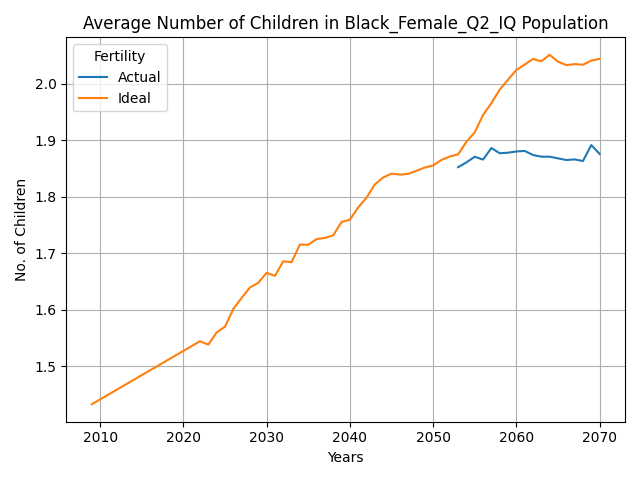 Average Number of Children in Black_Female_Q2_IQ Population
Fertility
Actual
Ideal
No. of Children
2.0
1.9
1.8
1.7
1.6
1.5
2010 2020 2030 2040 2050 2060 2070
Years